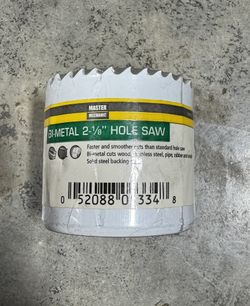 MASTER
MECHANIC
BI-METAL 2-⅛" HOLE SAW
Faster and smoother cuts than standard hole saw
Bi-metal cuts wood, stainless steel, pipe, rubber and
Solid steel backing
0 52088 0 334 8